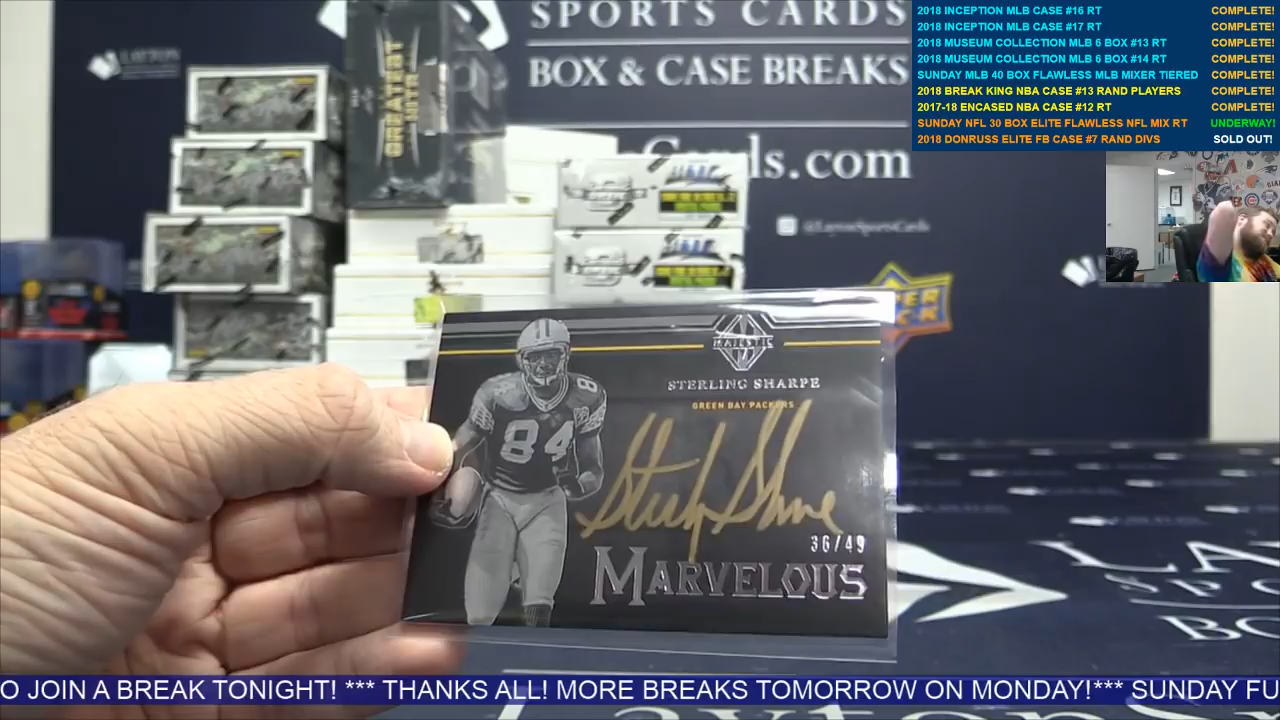 SPORTS CARDS
BOX & CASE BREAKS
Cards.com
@LaytonSportsCards
GREATEST
HITS
2018 INCEPTION MLB CASE #16 RT COMPLETE!
2018 INCEPTION MLB CASE #17 RT COMPLETE!
2018 MUSEUM COLLECTION MLB 6 BOX #13 RT COMPLETE!
2018 MUSEUM COLLECTION MLB 6 BOX #14 RT COMPLETE!
SUNDAY MLB 40 BOX FLAWLESS MLB MIXER TIERED COMPLETE!
2018 BREAK KING NBA CASE #13 RAND PLAYERS COMPLETE!
2017-18 ENCASED NBA CASE #12 RT COMPLETE!
SUNDAY NFL 30 BOX ELITE FLAWLESS NFL MIX RT UNDERWAY!
2018 DONRUSS ELITE FB CASE #7 RAND DIVS SOLD OUT!
MAJESTIC
STERLING SHARPE
GREEN BAY PACKERS
84
Sterling Sharpe
36/49
MARVELOUS
O JOIN A BREAK TONIGHT! *** THANKS ALL! MORE BREAKS TOMORROW ON MONDAY!*** SUNDAY FU